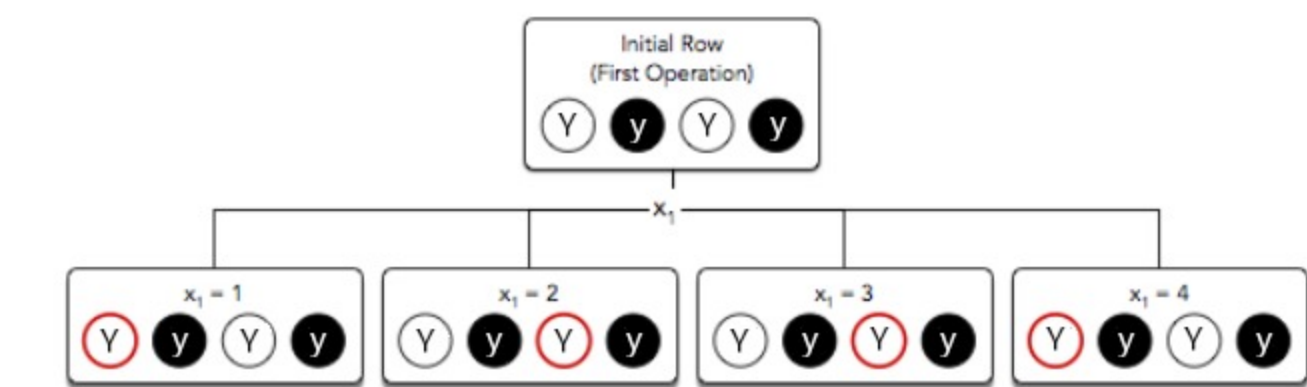 Initial Row
(First Operation)
Y y Y y
x₁
x₁ = 1
Y y Y y
x₁ = 2
Y y Y y
x₁ = 3
Y y Y y
x₁ = 4
Y y Y y